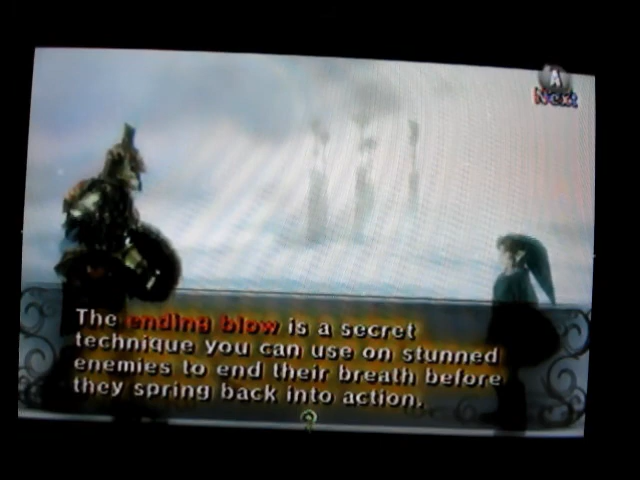 A
Next
The ending blow is a secret
technique you can use on stunned
enemies to end their breath before
they spring back into action.